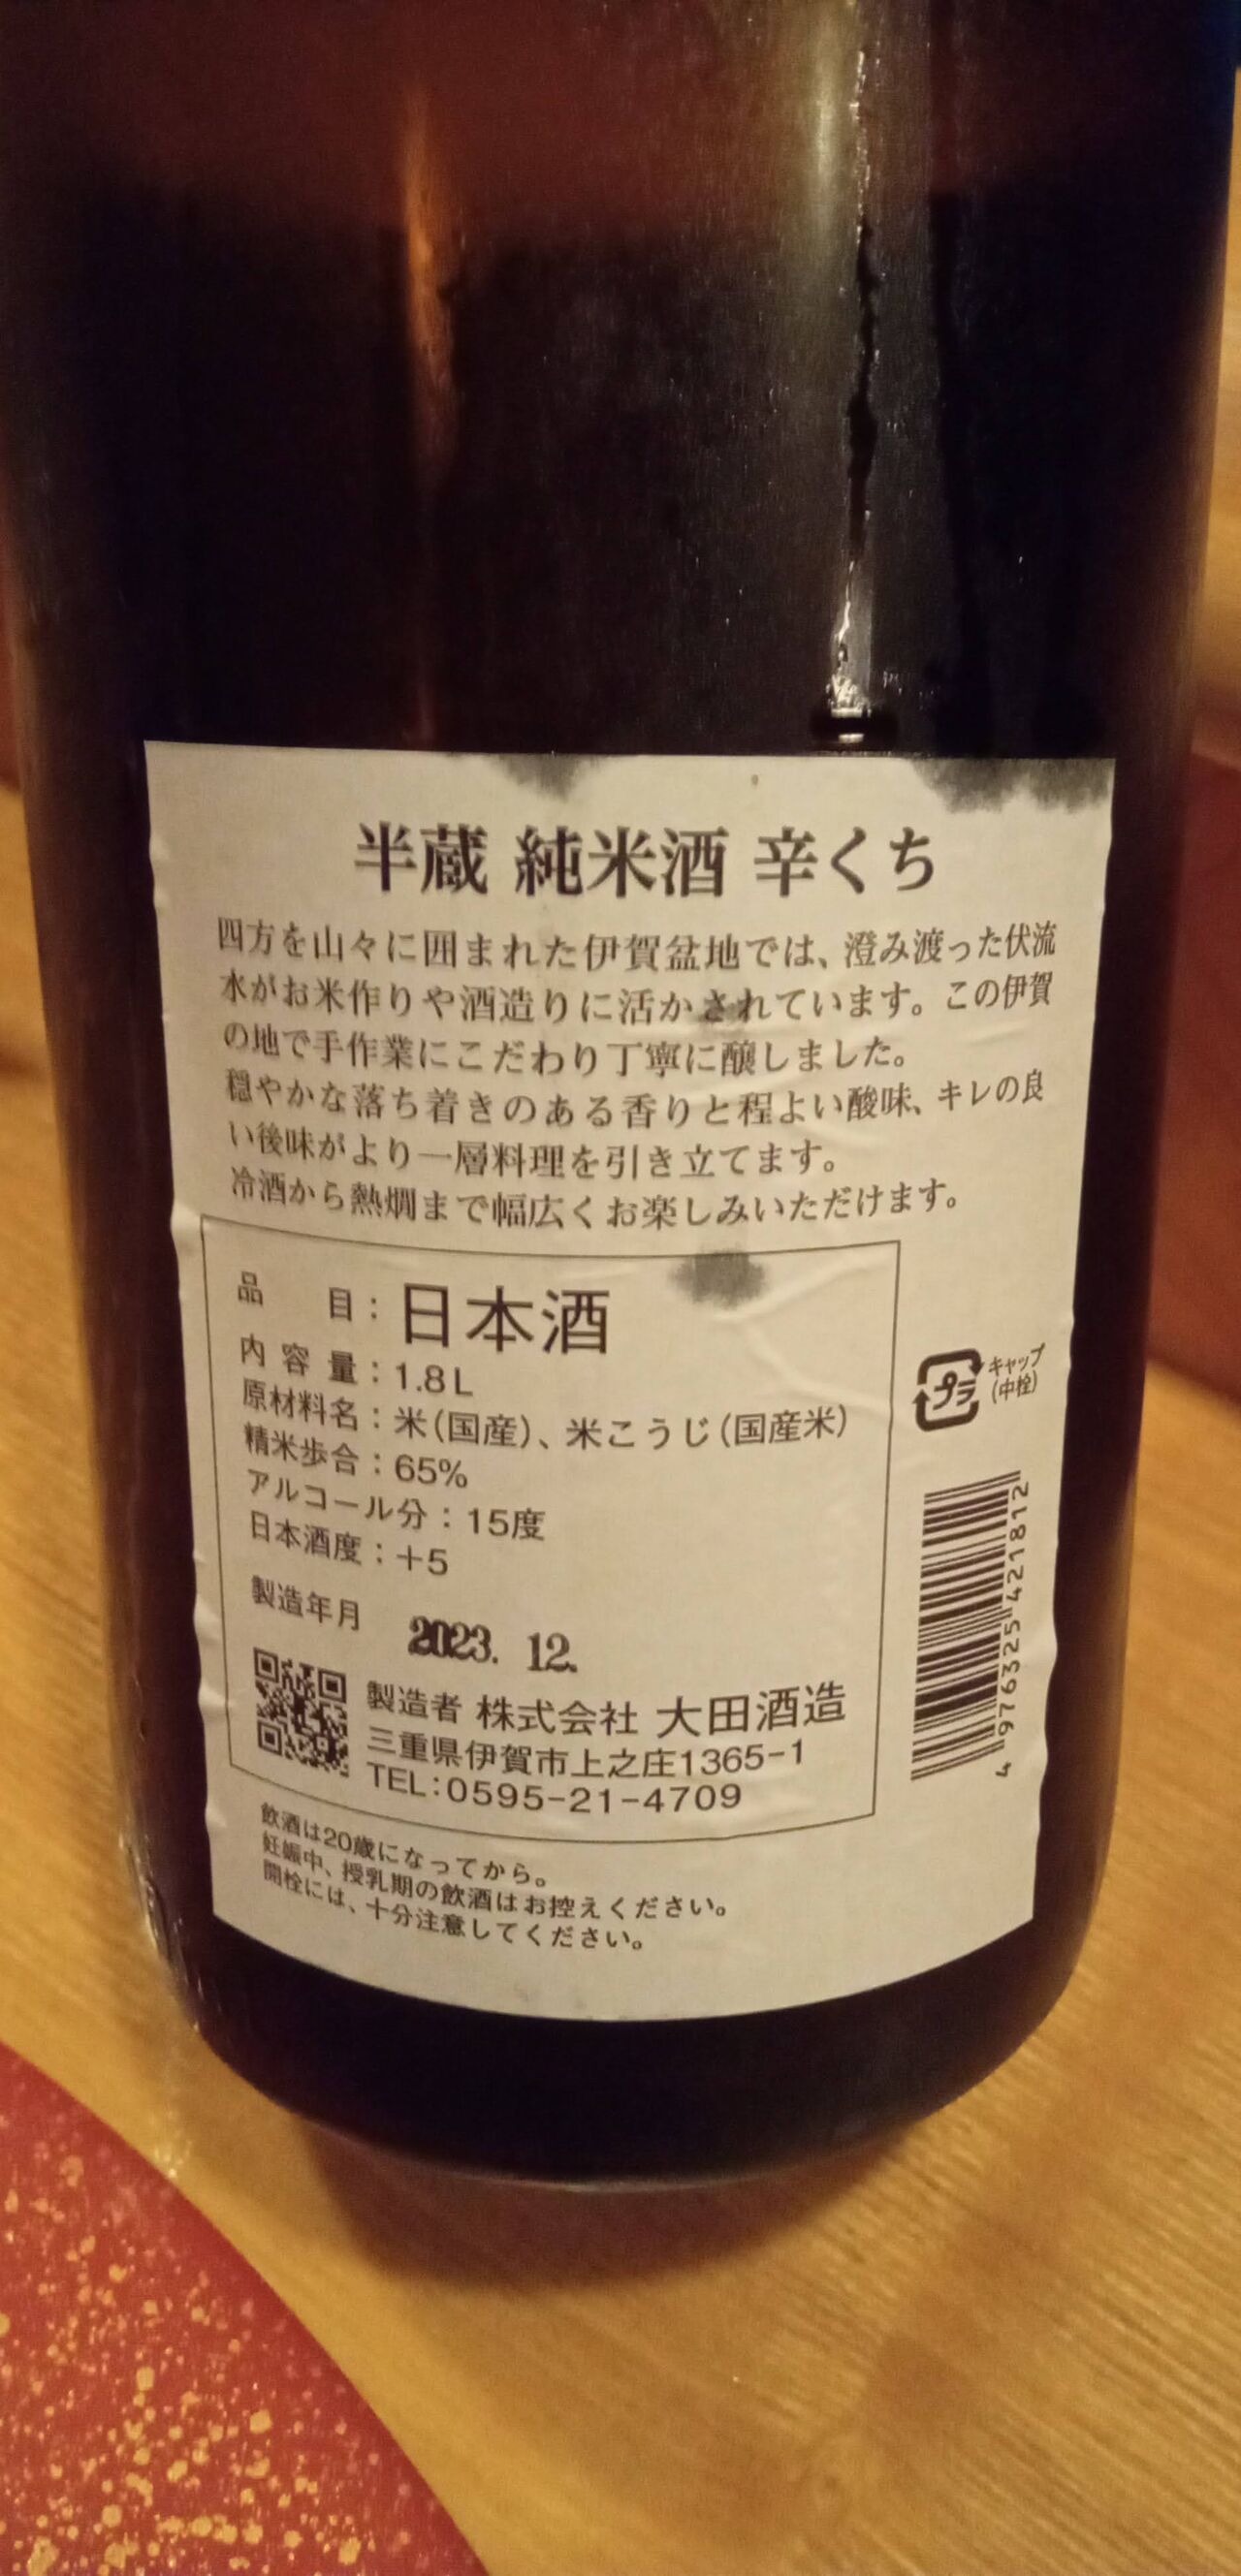 半蔵 純米酒 辛くち
四方を山々に囲まれた伊賀盆地では、澄み渡った伏流
水がお米作りや酒造りに活かされています。この伊賀
の地で手作業にこだわり丁寧に醸しました。
穏やかな落ち着きのある香りと程よい酸味、キレの良
い後味がより一層料理を引き立てます。
冷酒から熱燗まで幅広くお楽しみいただけます。
品目：日本酒
内容量：1.8L
原材料名：米（国産）、米こうじ（国産米）
精米歩合：65%
アルコール分：15度
日本酒度：＋5
製造年月 2023. 12.
製造者 株式会社 大田酒造
三重県伊賀市上之庄1365-1
TEL:0595-21-4709
プラ
キャップ
（中栓）
4 976325 421812
飲酒は20歳になってから。
妊娠中、授乳期の飲酒はお控えください。
開栓には、十分注意してください。